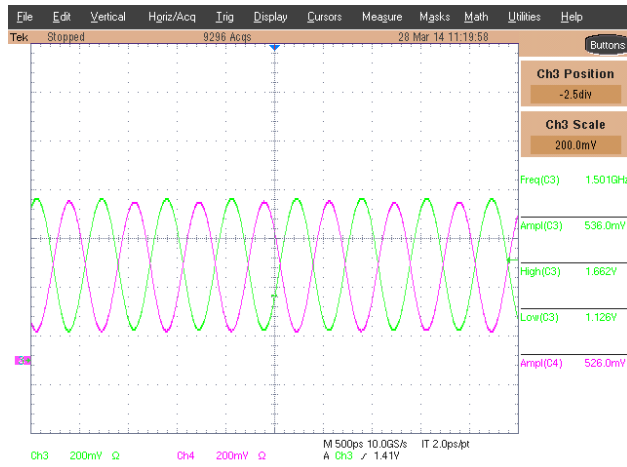 File Edit Vertical Horiz/Acq Trig Display Cursors Measure Masks Math Utilities Help
Tek Stopped 9296 Acqs 28 Mar 14 11:19:58
Buttons
Ch3 Position
-2.5div
Ch3 Scale
200.0mV
Freq(C3) 1.501GHz
Ampl(C3) 536.0mV
High(C3) 1.662V
Low(C3) 1.126V
Ampl(C4) 526.0mV
M 500ps 10.0GS/s IT 2.0ps/pt
Ch3 200mV Ω Ch4 200mV Ω A Ch3 ∕ 1.41V